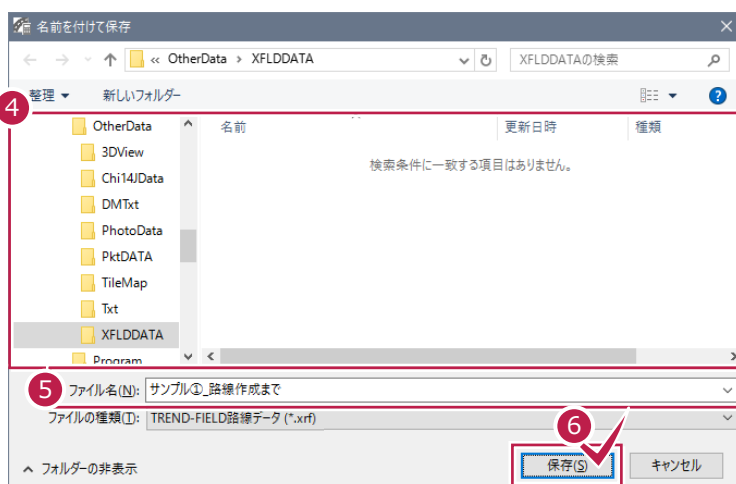 名前を付けて保存
« OtherData › XFLDDATA
XFLDDATAの検索
整理 新しいフォルダー
4
OtherData
3DView
Chi14JData
DMTxt
PhotoData
PktDATA
TileMap
Txt
XFLDDATA
Program
名前 更新日時 種類
検索条件に一致する項目はありません。
5
ファイル名(N): サンプル①_路線作成まで
ファイルの種類(T): TREND-FIELD路線データ (*.xrf)
6
フォルダーの非表示
保存(S) キャンセル